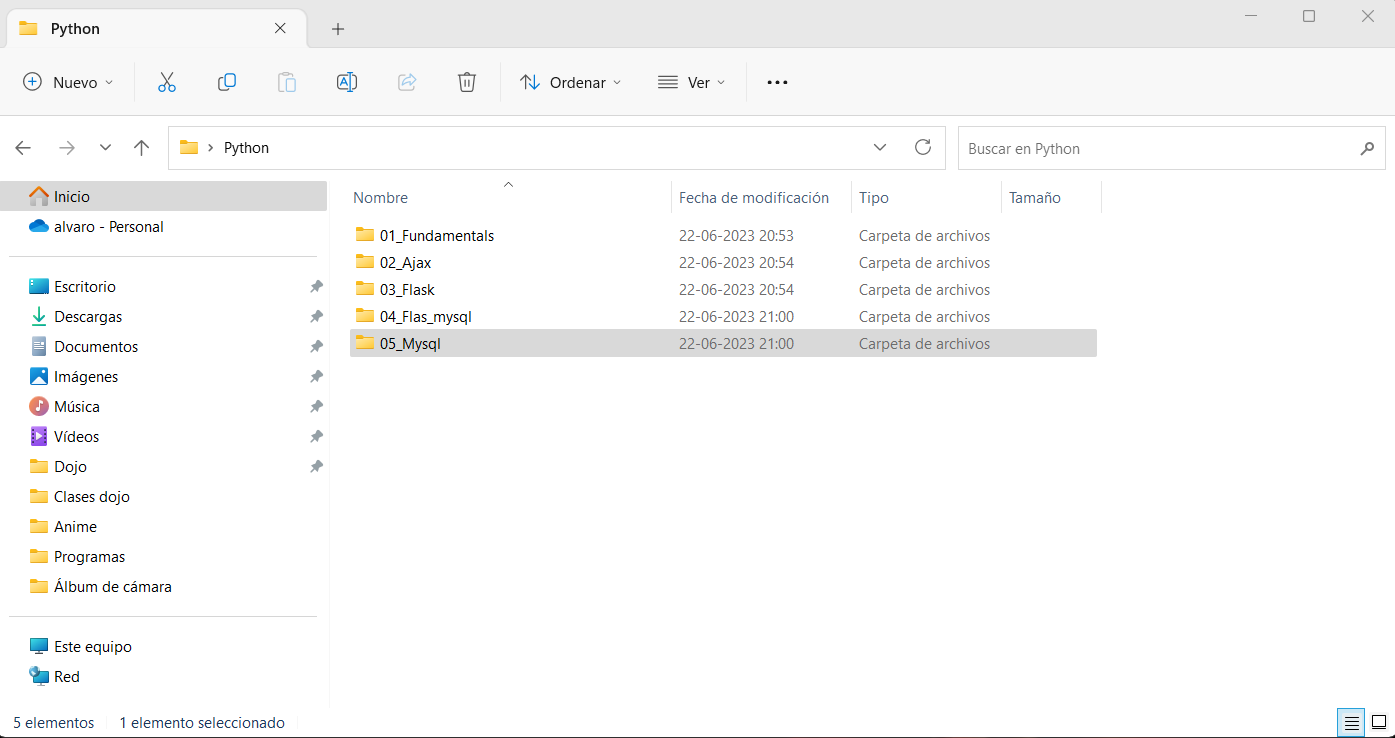 Python
Nuevo
Ordenar
Ver
Python
Buscar en Python
Inicio
alvaro - Personal
Escritorio
Descargas
Documentos
Imágenes
Música
Vídeos
Dojo
Clases dojo
Anime
Programas
Álbum de cámara
Este equipo
Red
Nombre Fecha de modificación Tipo Tamaño
01_Fundamentals 22-06-2023 20:53 Carpeta de archivos
02_Ajax 22-06-2023 20:54 Carpeta de archivos
03_Flask 22-06-2023 20:54 Carpeta de archivos
04_Flas_mysql 22-06-2023 21:00 Carpeta de archivos
05_Mysql 22-06-2023 21:00 Carpeta de archivos
5 elementos 1 elemento seleccionado